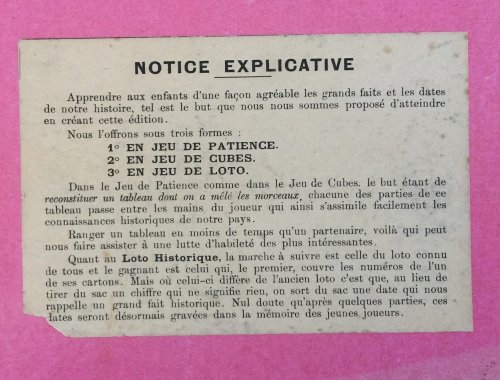 NOTICE EXPLICATIVE
Apprendre aux enfants d'une façon agréable les grands faits et les dates
de notre histoire, tel est le but que nous nous sommes proposé d'atteindre
en créant cette édition.
Nous l'offrons sous trois formes :
1º EN JEU DE PATIENCE.
2º EN JEU DE CUBES.
3º EN JEU DE LOTO.
Dans le Jeu de Patience comme dans le Jeu de Cubes. le but étant de
reconstituer un tableau dont on a mêlé les morceaux, chacune des parties de ce
tableau passe entre les mains du joueur qui ainsi s'assimile facilement les
connaissances historiques de notre pays.
Ranger un tableau en moins de temps qu'un partenaire, voilà qui peut
nous faire assister à une lutte d'habileté des plus intéressantes.
Quant au Loto Historique, la marche à suivre est celle du loto connu
de tous et le gagnant est celui qui, le premier, couvre les numéros de l'un
de ses cartons. Mais où celui-ci diffère de l'ancien loto c'est que, au lieu de
tirer du sac un chiffre qui ne signifie rien, on sort du sac une date qui nous
rappelle un grand fait historique. Nul doute qu'après quelques parties, ces
dates seront désormais gravées dans la mémoire des jeunes joueurs.